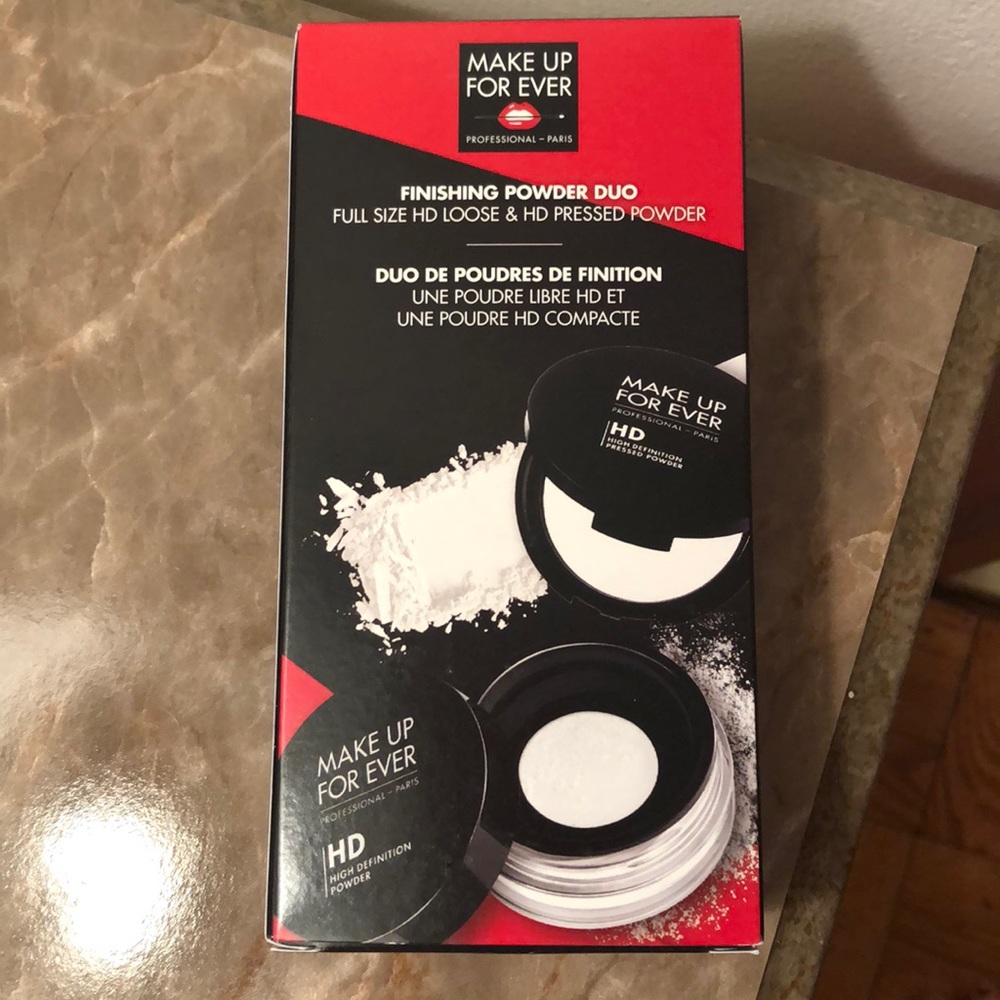 MAKE UP
FOR EVER
PROFESSIONAL – PARIS
FINISHING POWDER DUO
FULL SIZE HD LOOSE & HD PRESSED POWDER
DUO DE POUDRES DE FINITION
UNE POUDRE LIBRE HD ET
UNE POUDRE HD COMPACTE
MAKE UP
FOR EVER
PROFESSIONAL – PARIS
HD
HIGH DEFINITION
PRESSED POWDER
MAKE UP
FOR EVER
PROFESSIONAL – PARIS
HD
HIGH DEFINITION
POWDER